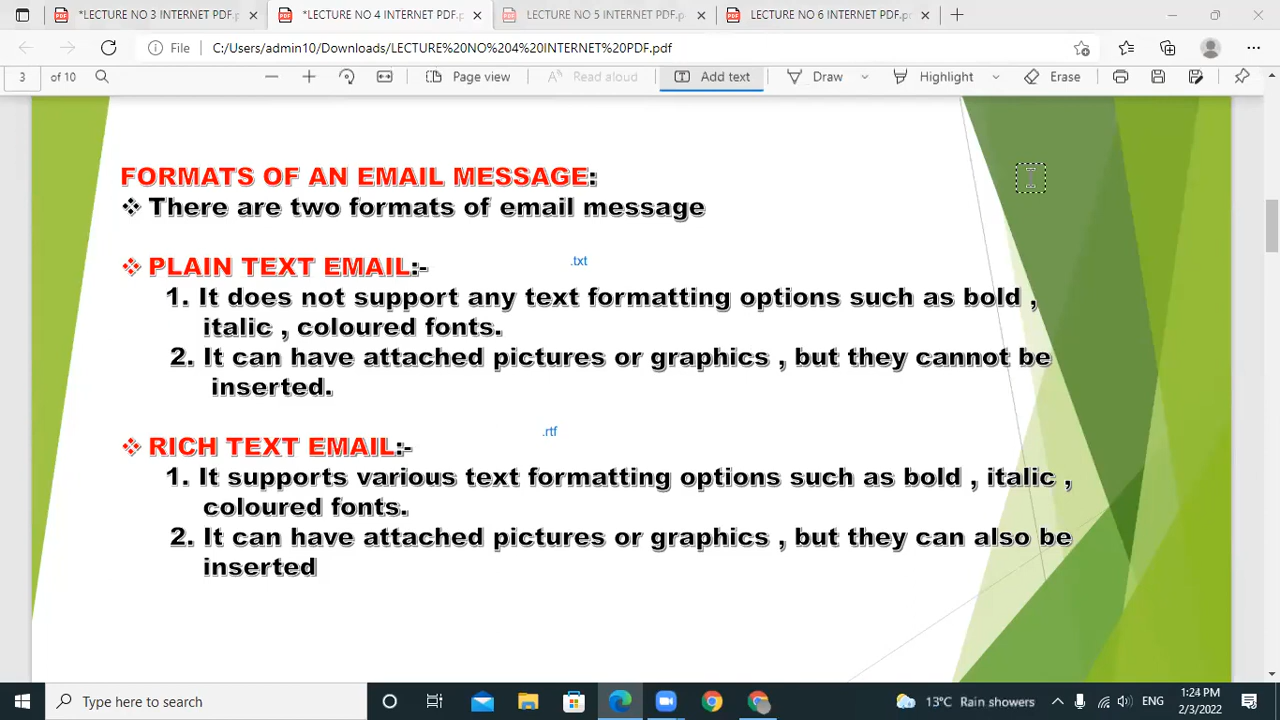 *LECTURE NO 3 INTERNET PDF.p
*LECTURE NO 4 INTERNET PDF.p
LECTURE NO 5 INTERNET PDF.p
LECTURE NO 6 INTERNET PDF.p
File
C:/Users/admin10/Downloads/LECTURE%20NO%204%20INTERNET%20PDF.pdf
3 of 10
Page view
Read aloud
Add text
Draw
Highlight
Erase
FORMATS OF AN EMAIL MESSAGE:
❖ There are two formats of email message
❖ PLAIN TEXT EMAIL:-
.txt
1. It does not support any text formatting options such as bold ,
italic , coloured fonts.
2. It can have attached pictures or graphics , but they cannot be
inserted.
.rtf
❖ RICH TEXT EMAIL:-
1. It supports various text formatting options such as bold , italic ,
coloured fonts.
2. It can have attached pictures or graphics , but they can also be
inserted
Type here to search
13°C Rain showers
ENG
1:24 PM
2/3/2022